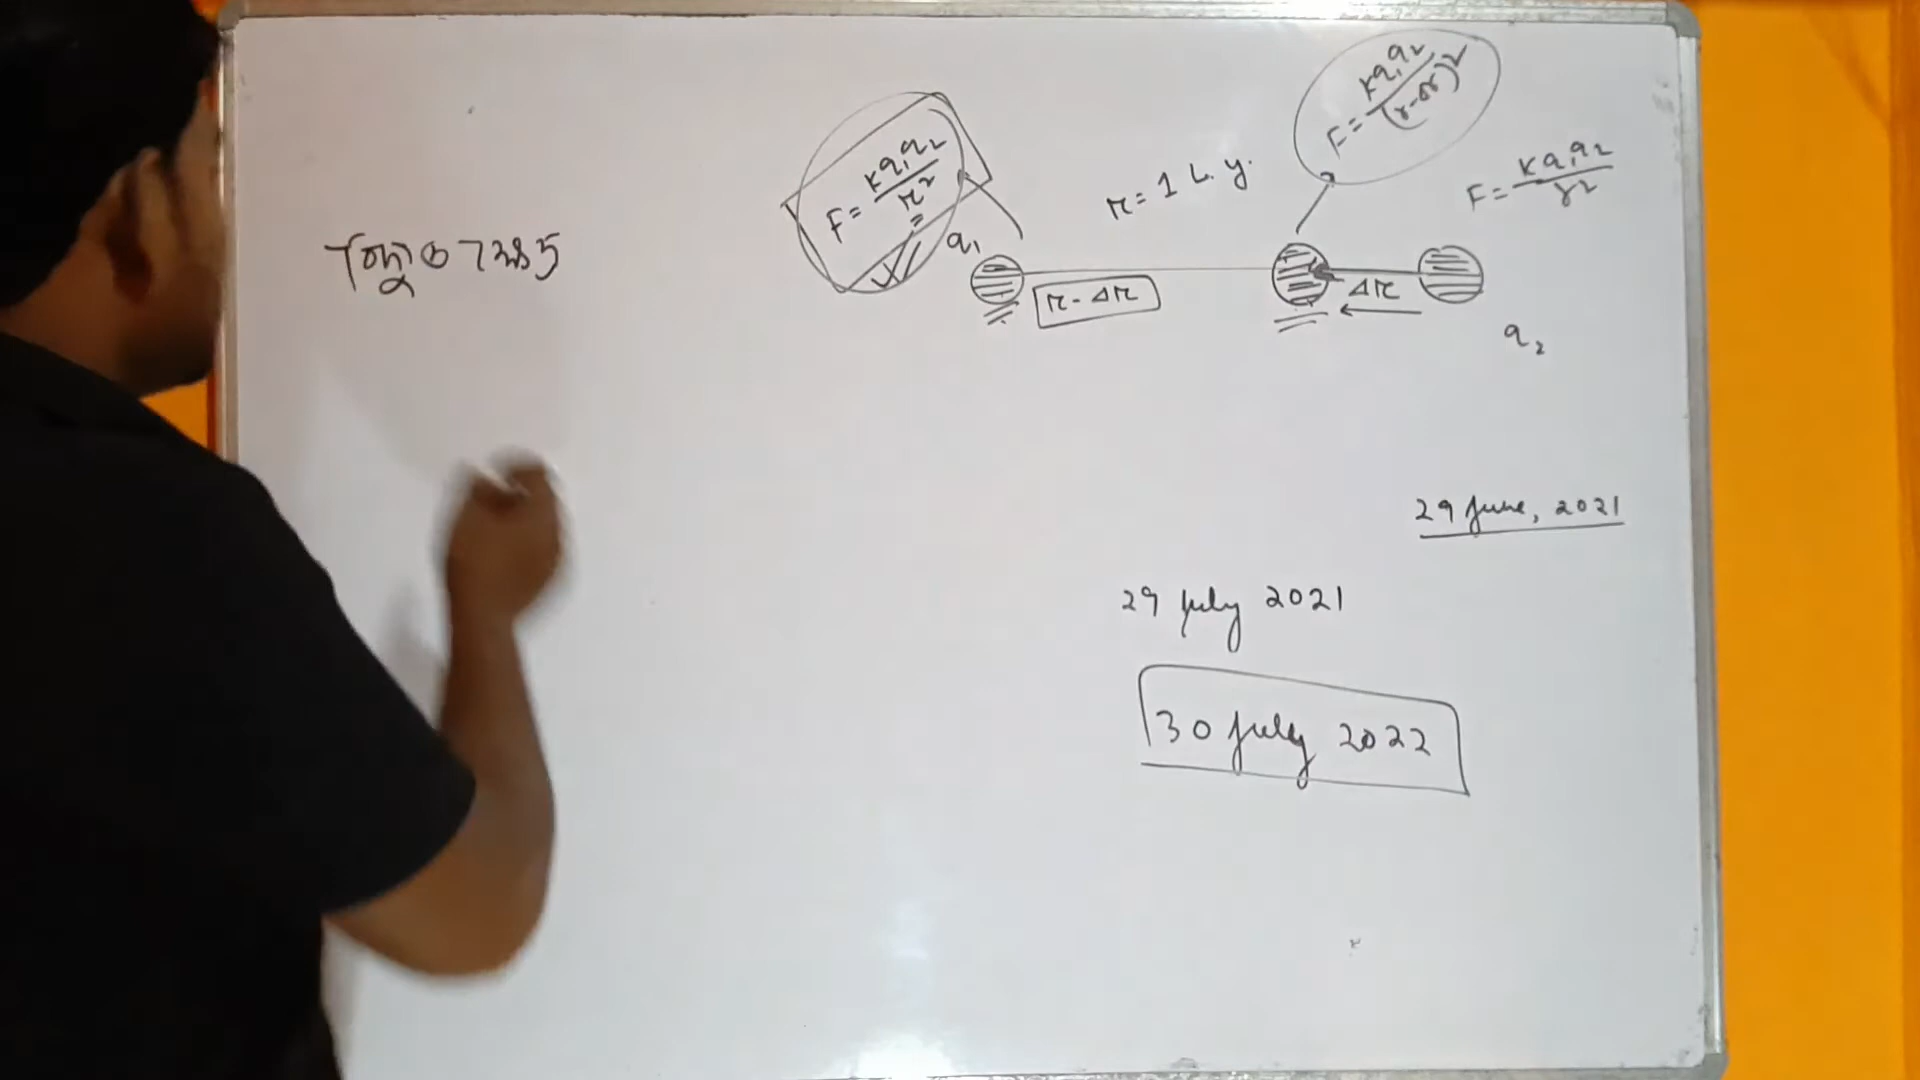 F = kq₁q₂/r²
r = 1 L.y.
F = kq₁q₂/(r-Δr)²
F = kq₁q₂/r²
q₁
r - Δr
Δr
q₂
29 June, 2021
29 July 2021
30 July 2022